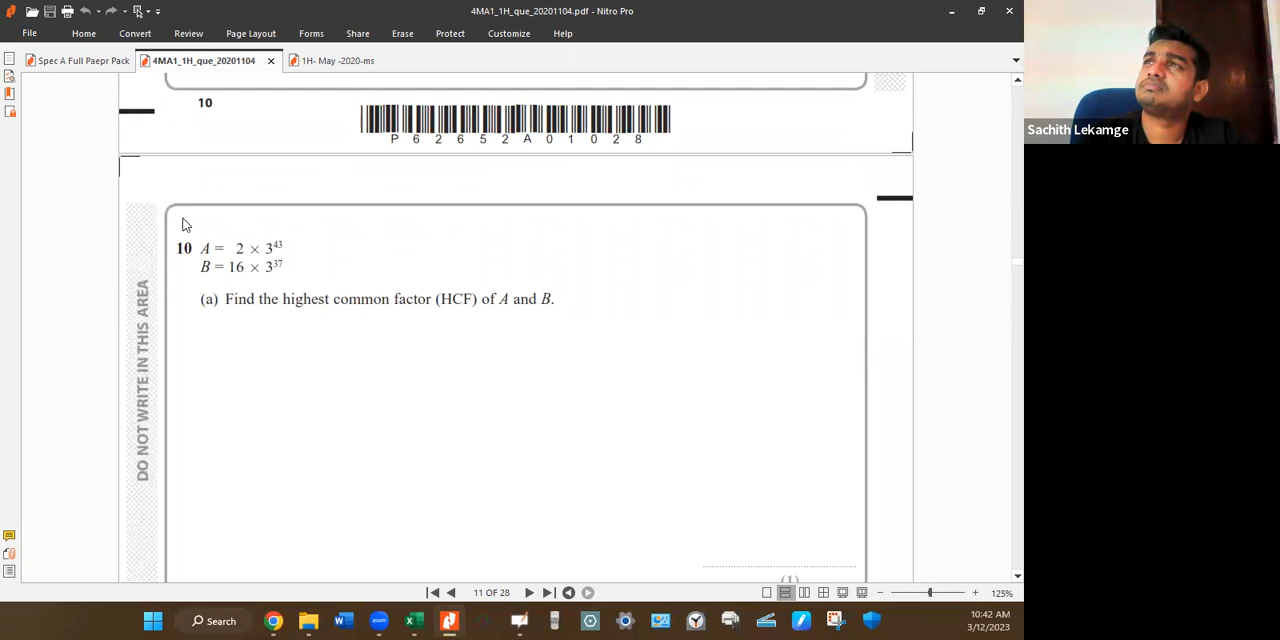 4MA1_1H_que_20201104.pdf - Nitro Pro
File Home Convert Review Page Layout Forms Share Erase Protect Customize Help
Spec A Full Paepr Pack 4MA1_1H_que_20201104 1H- May -2020-ms
Sachith Lekamge
10
P 6 2 6 5 2 A 0 1 0 2 8
DO NOT WRITE IN THIS AREA
10 A = 2 × 3⁴³
B = 16 × 3³⁷
(a) Find the highest common factor (HCF) of A and B.
(1)
11 OF 28
125%
Search
10:42 AM
3/12/2023